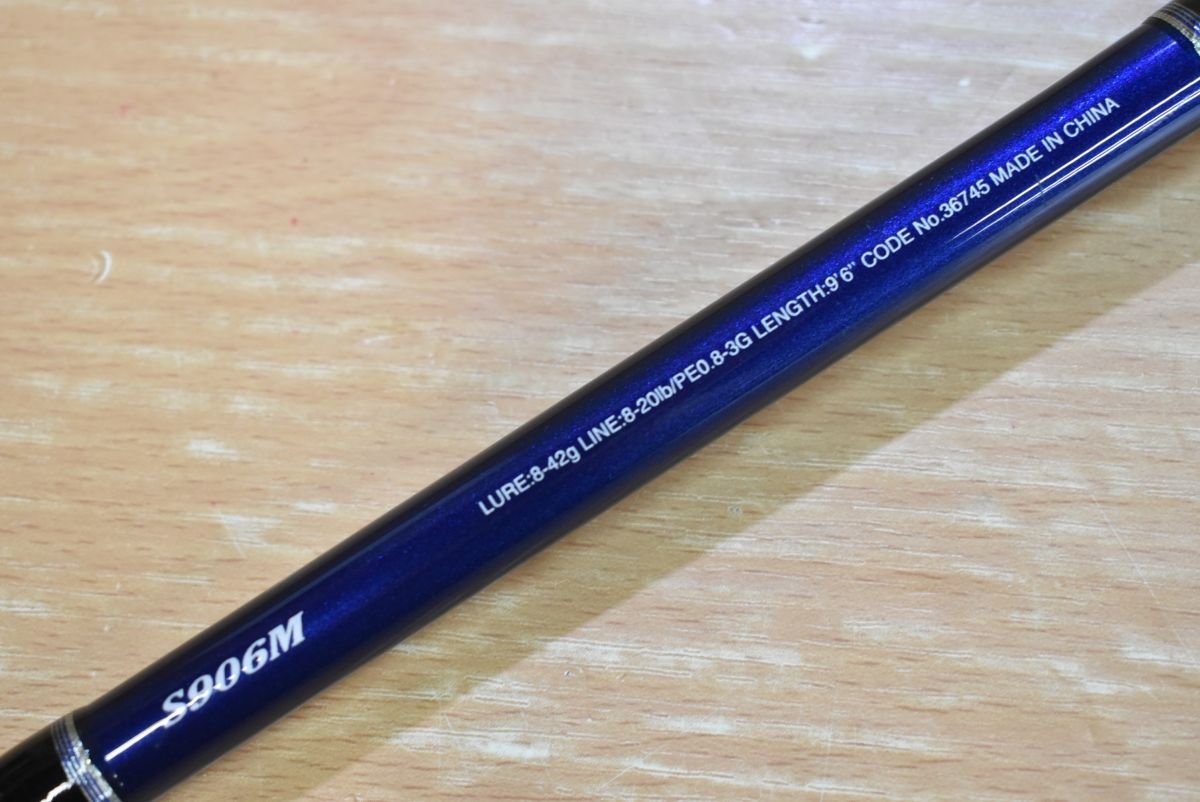 S906M
LURE:8-42g LINE:8-20lb/PE0.8-3G LENGTH:9'6" CODE No.36745 MADE IN CHINA